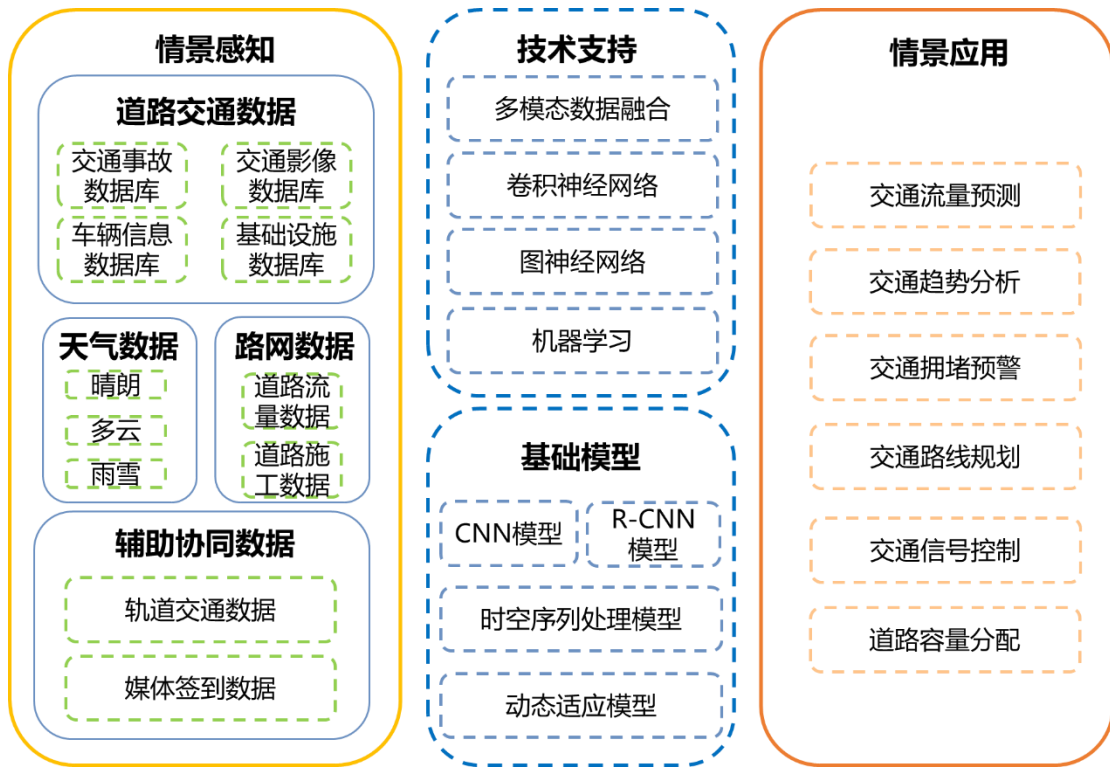 情景感知
道路交通数据
交通事故
数据库
交通影像
数据库
车辆信息
数据库
基础设施
数据库
天气数据
晴朗
多云
雨雪
路网数据
道路流
量数据
道路施
工数据
辅助协同数据
轨道交通数据
媒体签到数据
技术支持
多模态数据融合
卷积神经网络
图神经网络
机器学习
基础模型
CNN模型
R-CNN
模型
时空序列处理模型
动态适应模型
情景应用
交通流量预测
交通趋势分析
交通拥堵预警
交通路线规划
交通信号控制
道路容量分配